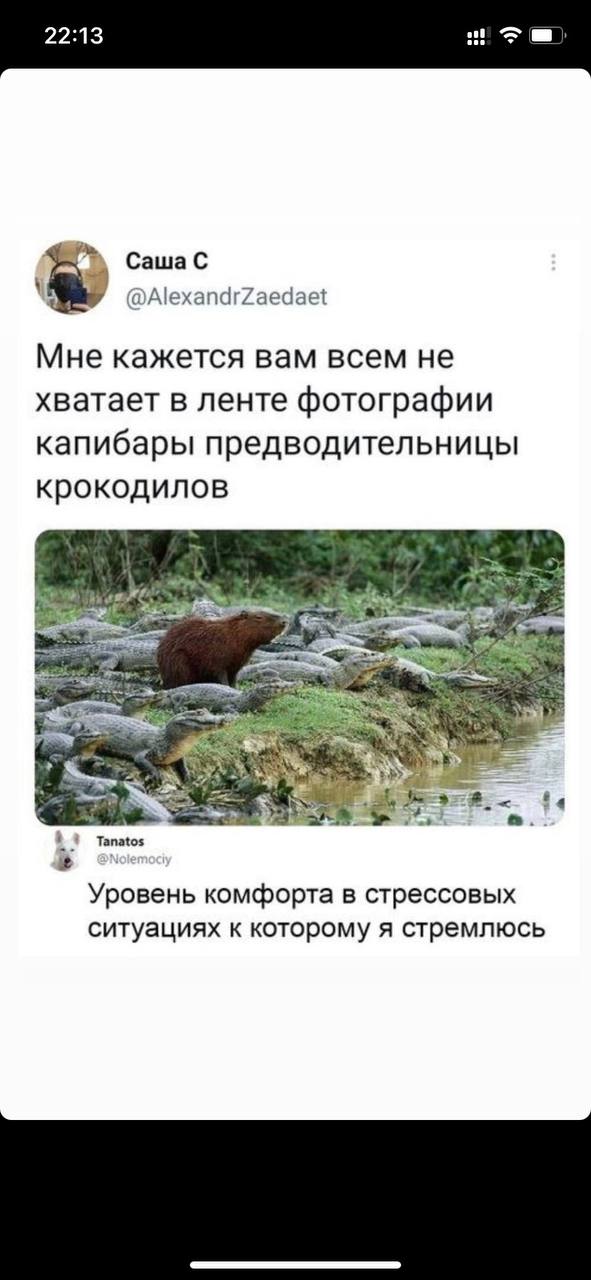 22:13
Саша С
@AlexandrZaedaet
Мне кажется вам всем не
хватает в ленте фотографии
капибары предводительницы
крокодилов
Tanatos
@Nolemociy
Уровень комфорта в стрессовых
ситуациях к которому я стремлюсь